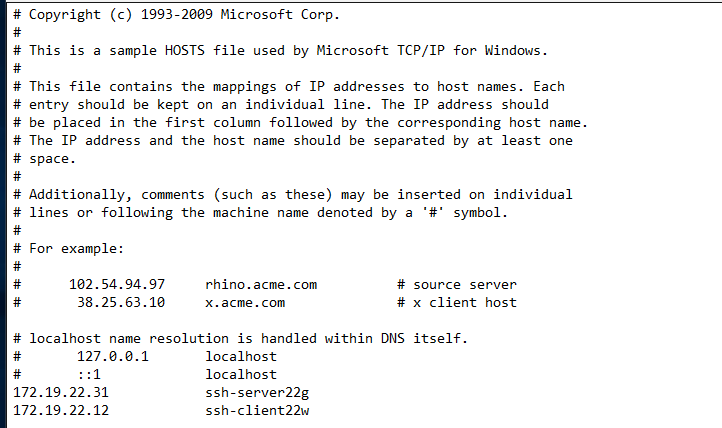 # Copyright (c) 1993-2009 Microsoft Corp.
#
# This is a sample HOSTS file used by Microsoft TCP/IP for Windows.
#
# This file contains the mappings of IP addresses to host names. Each
# entry should be kept on an individual line. The IP address should
# be placed in the first column followed by the corresponding host name.
# The IP address and the host name should be separated by at least one
# space.
#
# Additionally, comments (such as these) may be inserted on individual
# lines or following the machine name denoted by a '#' symbol.
#
# For example:
#
#      102.54.94.97     rhino.acme.com          # source server
#       38.25.63.10     x.acme.com              # x client host

# localhost name resolution is handled within DNS itself.
#       127.0.0.1       localhost
#       ::1             localhost
172.19.22.31            ssh-server22g
172.19.22.12            ssh-client22w